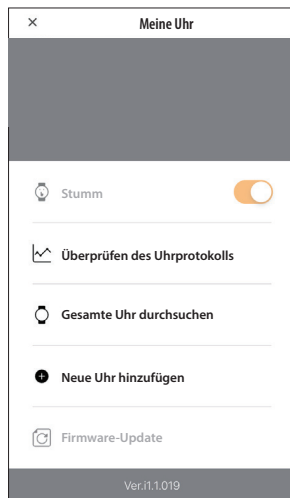 Meine Uhr
Stumm
Überprüfen des Uhrprotokolls
Gesamte Uhr durchsuchen
Neue Uhr hinzufügen
Firmware-Update
Ver.i1.1.019